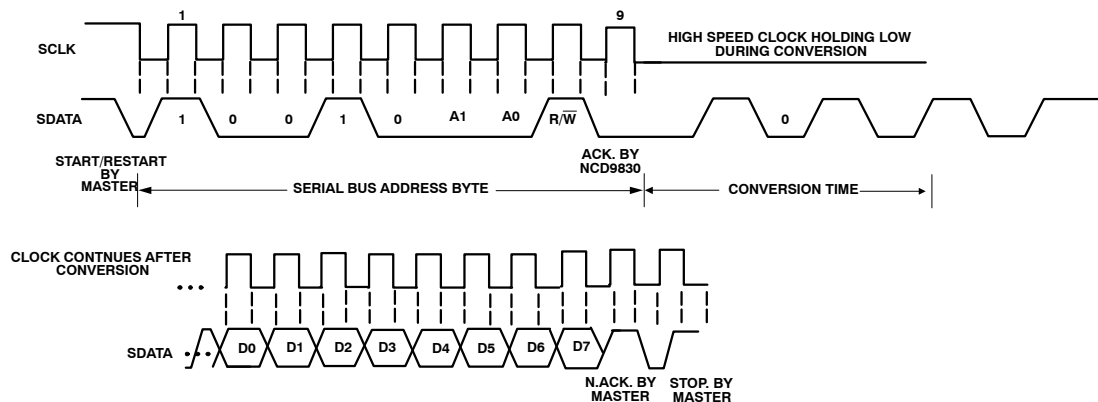 1 9
SCLK
HIGH SPEED CLOCK HOLDING LOW
DURING CONVERSION
SDATA
1 0 0 1 0 A1 A0 R/W̅ 0
START/RESTART
BY
MASTER
ACK. BY
NCD9830
SERIAL BUS ADDRESS BYTE
CONVERSION TIME
CLOCK CONTNUES AFTER
CONVERSION
SDATA
D0 D1 D2 D3 D4 D5 D6 D7
N.ACK. BY
MASTER
STOP. BY
MASTER